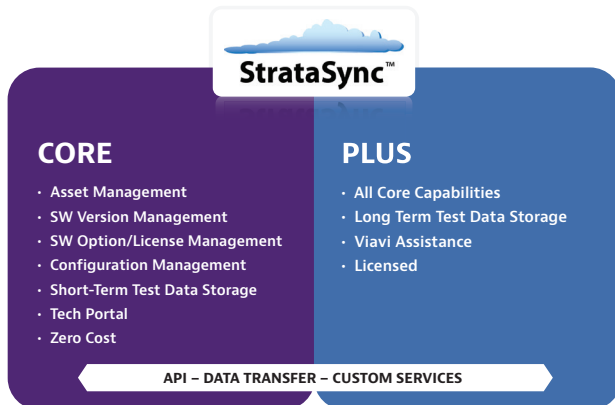 StrataSync™
CORE
• Asset Management
• SW Version Management
• SW Option/License Management
• Configuration Management
• Short-Term Test Data Storage
• Tech Portal
• Zero Cost
PLUS
• All Core Capabilities
• Long Term Test Data Storage
• Viavi Assistance
• Licensed
API – DATA TRANSFER – CUSTOM SERVICES